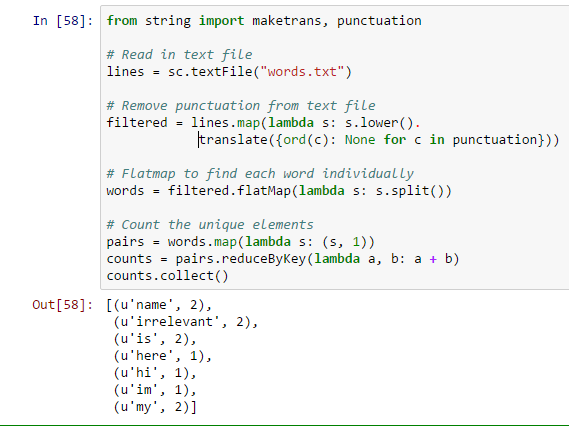 In [58]: from string import maketrans, punctuation
# Read in text file
lines = sc.textFile("words.txt")
# Remove punctuation from text file
filtered = lines.map(lambda s: s.lower().
translate({ord(c): None for c in punctuation}))
# Flatmap to find each word individually
words = filtered.flatMap(lambda s: s.split())
# Count the unique elements
pairs = words.map(lambda s: (s, 1))
counts = pairs.reduceByKey(lambda a, b: a + b)
counts.collect()
Out[58]: [(u'name', 2),
(u'irrelevant', 2),
(u'is', 2),
(u'here', 1),
(u'hi', 1),
(u'im', 1),
(u'my', 2)]